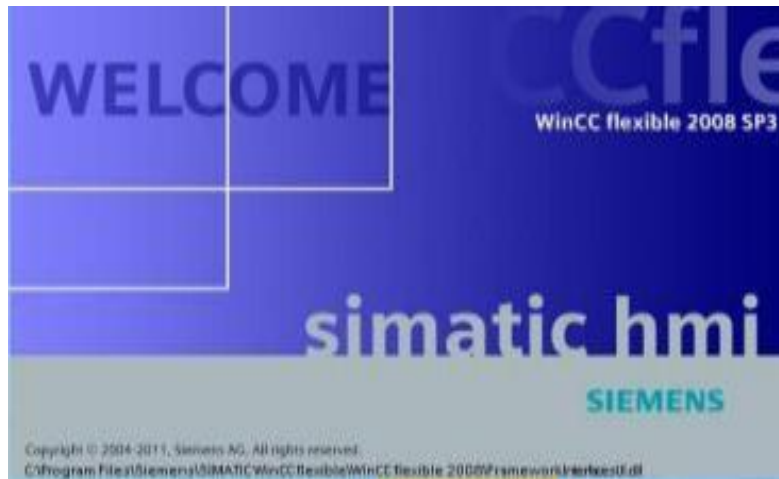 CCfle
WELCOME
WinCC flexible 2008 SP3
simatic hmi
SIEMENS
Copyright © 2004-2011, Siemens AG. All rights reserved.
C:\Program Files\Siemens\SIMATIC WinCC flexible\WinCC flexible 2008\Framework\